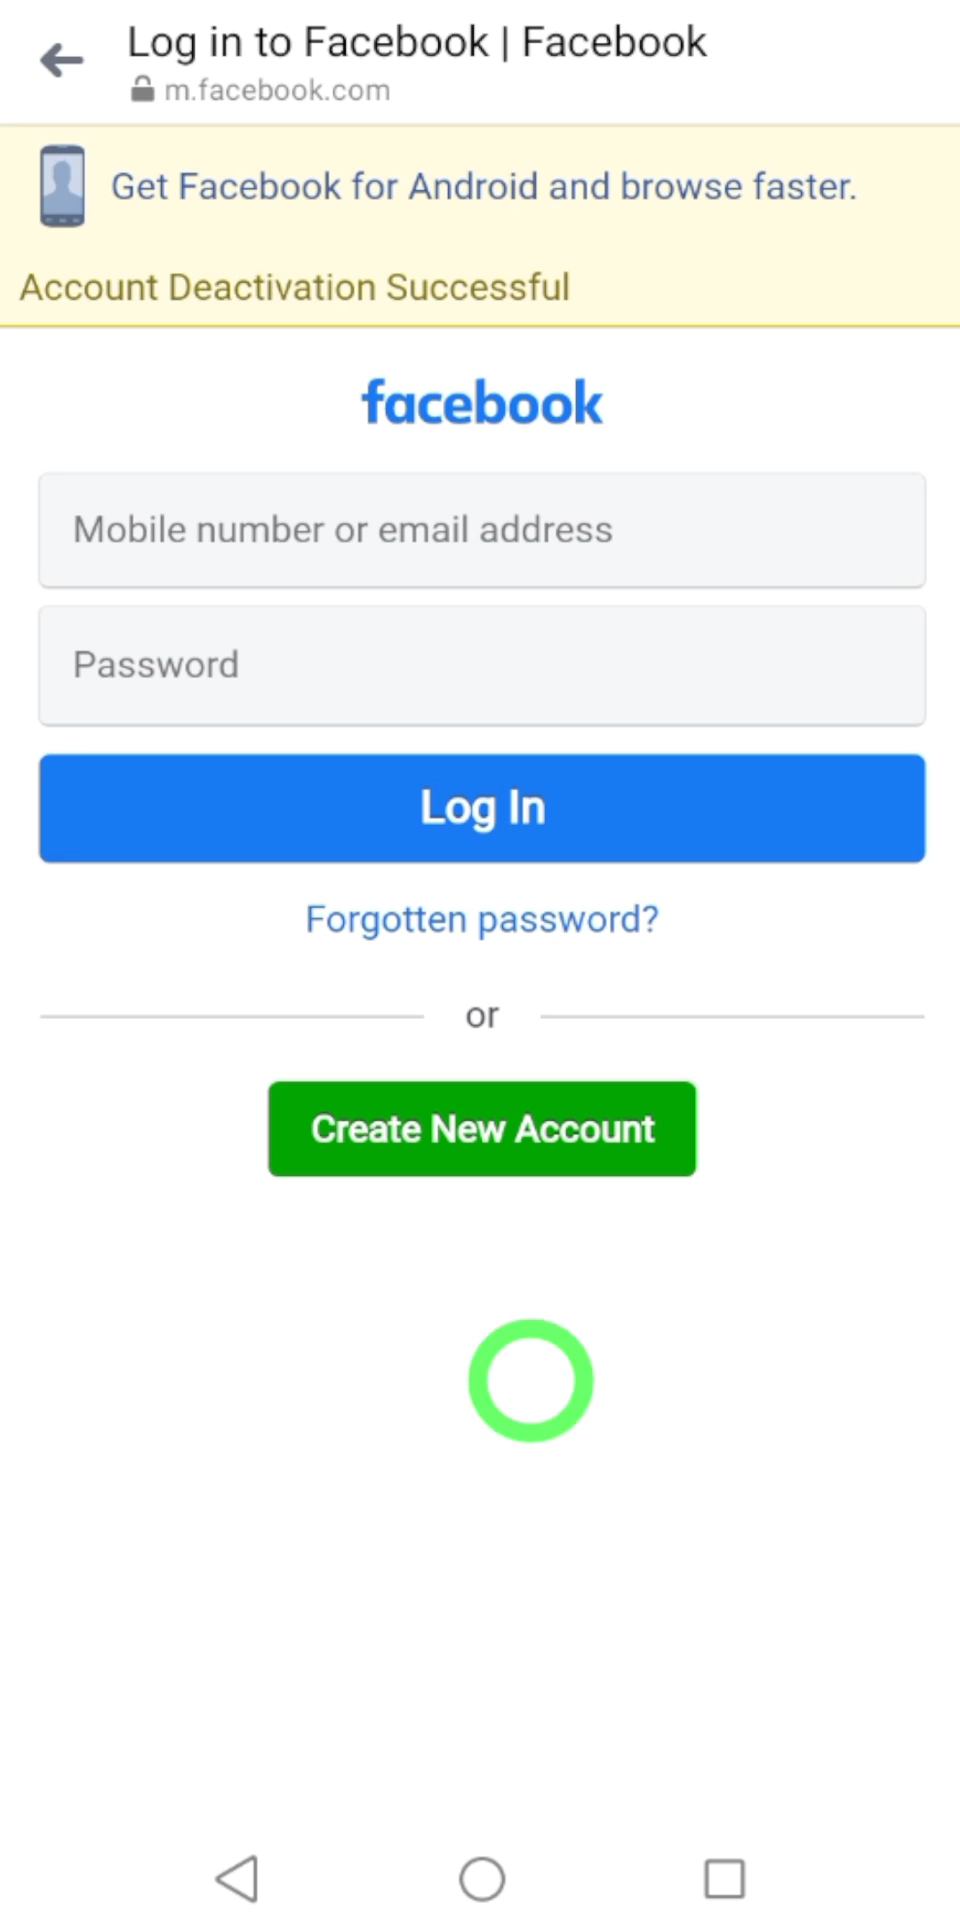 Log in to Facebook | Facebook
m.facebook.com
Get Facebook for Android and browse faster.
Account Deactivation Successful
facebook
Mobile number or email address
Password
Log In
Forgotten password?
or
Create New Account